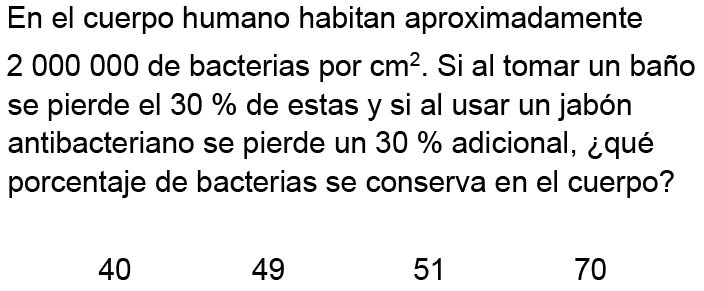 En el cuerpo humano habitan aproximadamente
2 000 000 de bacterias por cm². Si al tomar un baño
se pierde el 30 % de estas y si al usar un jabón
antibacteriano se pierde un 30 % adicional, ¿qué
porcentaje de bacterias se conserva en el cuerpo?
40 49 51 70